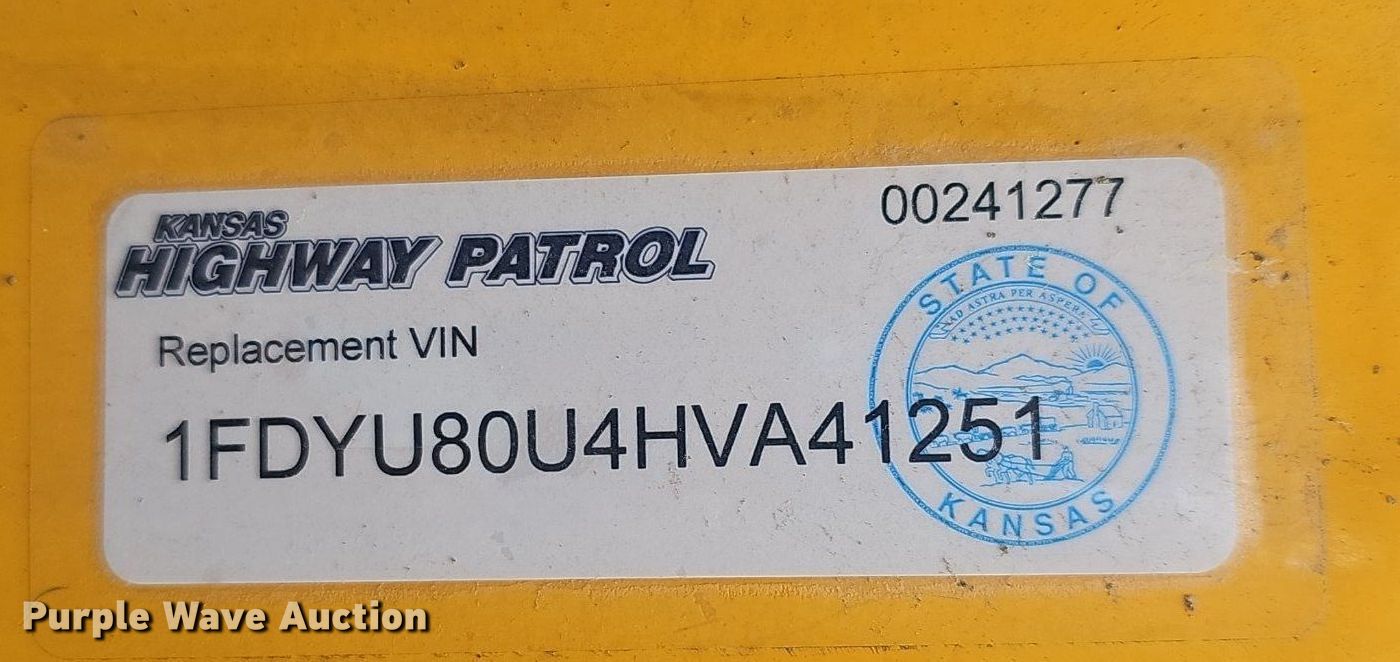 KANSAS
HIGHWAY PATROL
00241277
Replacement VIN
1FDYU80U4HVA41251
STATE OF
AD ASTRA PER ASPERA
KANSAS
Purple Wave Auction